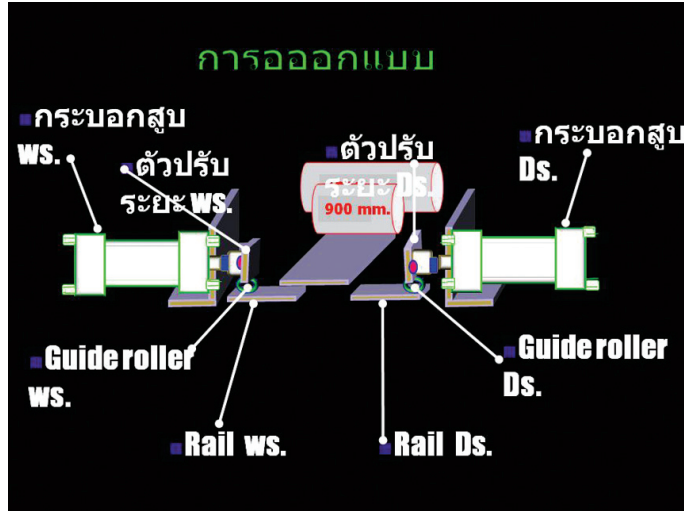 การอออกแบบ
กระบอกสูบ
ws.
ตัวปรับ
ระยะ ws.
ตัวปรับ
ระยะ Ds.
กระบอกสูบ
Ds.
900 mm.
Guide roller
ws.
Guide roller
Ds.
Rail ws.
Rail Ds.